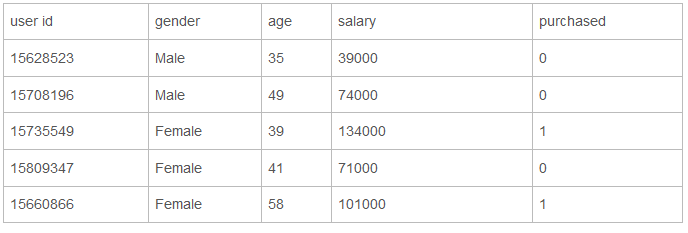 user id gender age salary purchased
15628523 Male 35 39000 0
15708196 Male 49 74000 0
15735549 Female 39 134000 1
15809347 Female 41 71000 0
15660866 Female 58 101000 1